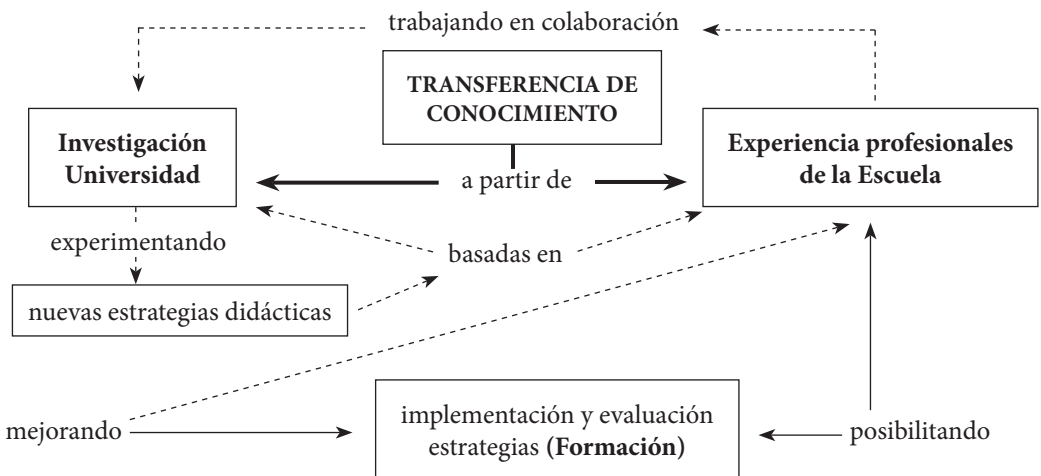 trabajando en colaboración
TRANSFERENCIA DE
CONOCIMIENTO
Investigación
Universidad
Experiencia profesionales
de la Escuela
a partir de
experimentando
basadas en
nuevas estrategias didácticas
implementación y evaluación
estrategias (Formación)
mejorando
posibilitando